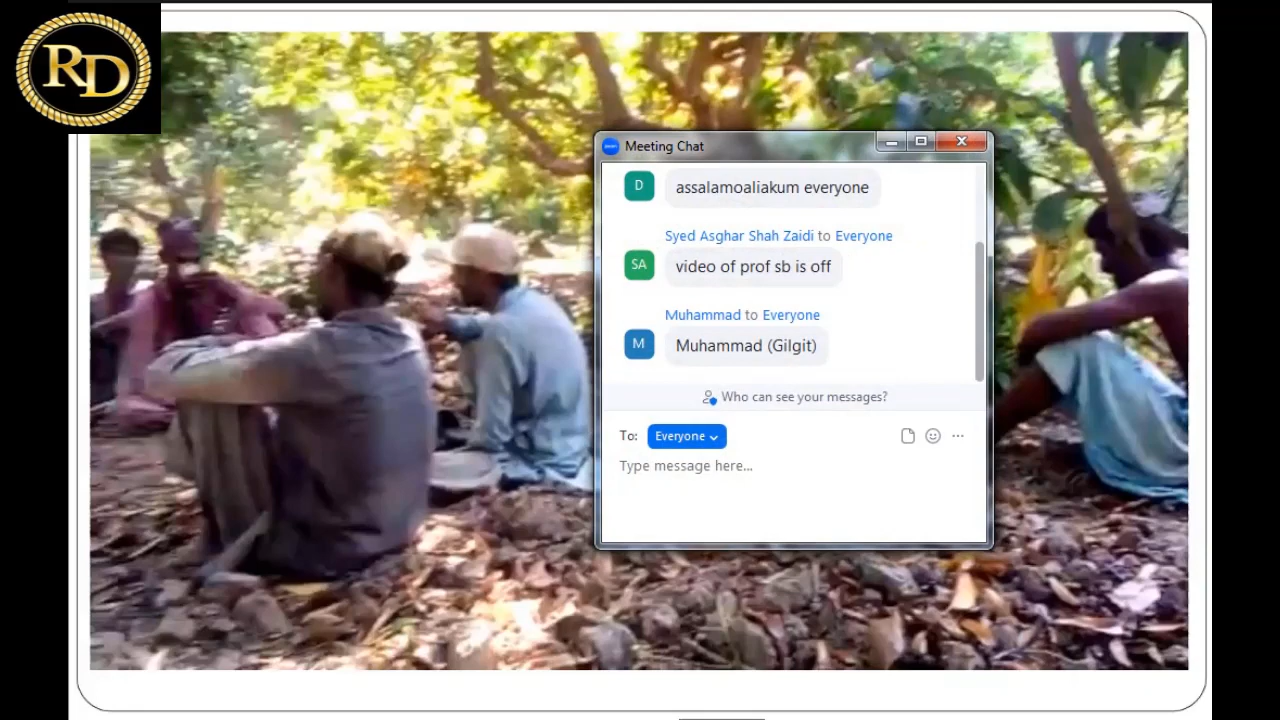 RD
Meeting Chat
D
assalamoaliakum everyone
Syed Asghar Shah Zaidi to Everyone
SA
video of prof sb is off
Muhammad to Everyone
M
Muhammad (Gilgit)
Who can see your messages?
To: Everyone
Type message here...